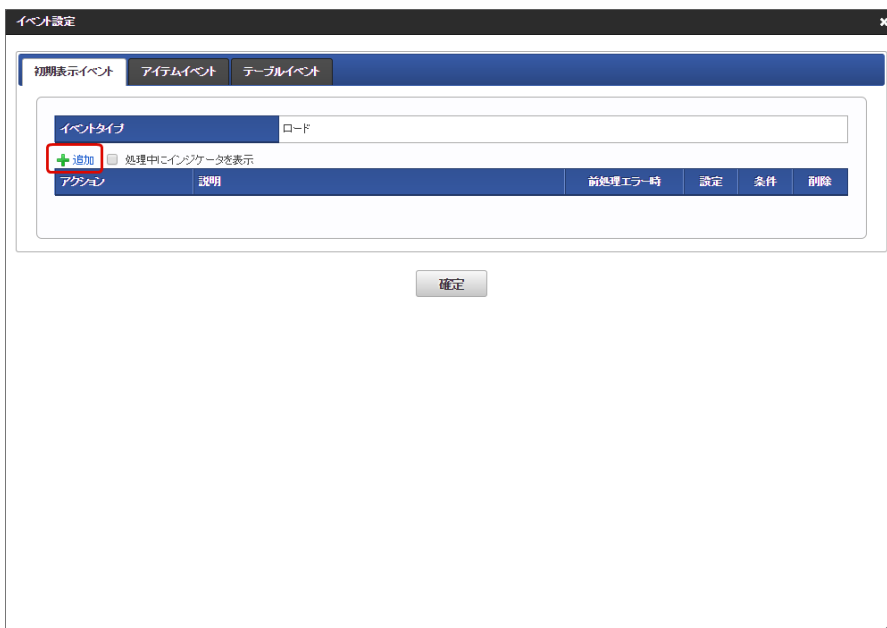 イベント設定
初期表示イベント アイテムイベント テーブルイベント
イベントタイプ ロード
追加 処理中にインジケータを表示
アクション 説明 前処理エラー時 設定 条件 削除
確定